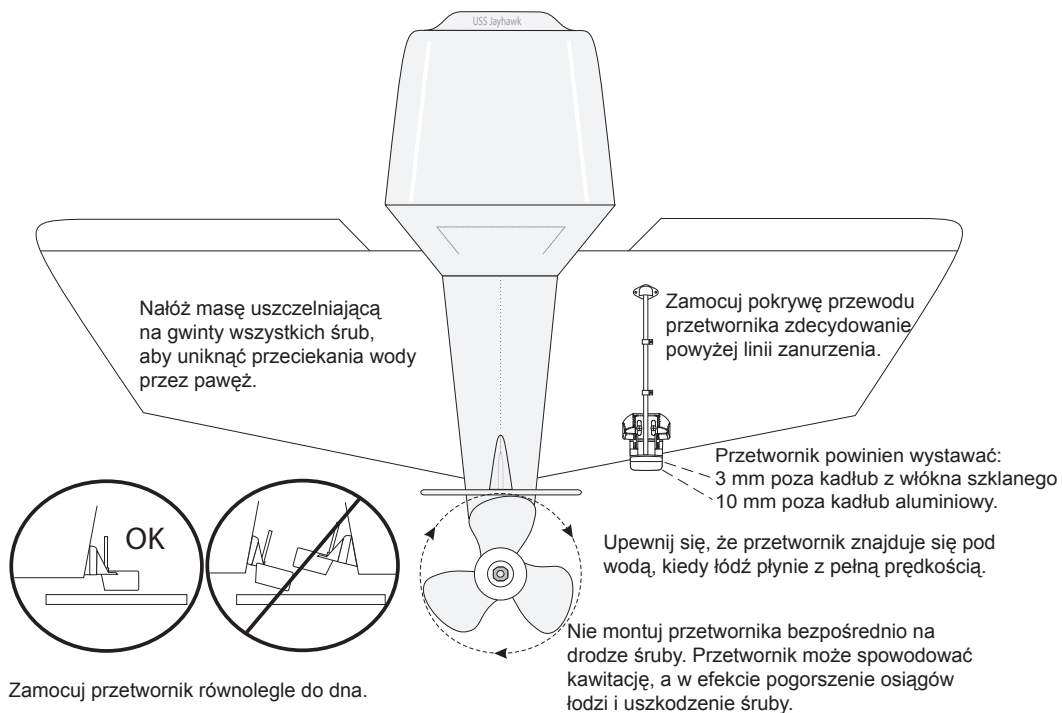 USS Jayhawk
Nałóż masę uszczelniającą
na gwinty wszystkich śrub,
aby uniknąć przeciekania wody
przez pawęż.
Zamocuj pokrywę przewodu
przetwornika zdecydowanie
powyżej linii zanurzenia.
Przetwornik powinien wystawać:
3 mm poza kadłub z włókna szklanego
10 mm poza kadłub aluminiowy.
OK
Upewnij się, że przetwornik znajduje się pod
wodą, kiedy łódź płynie z pełną prędkością.
Nie montuj przetwornika bezpośrednio na
drodze śruby. Przetwornik może spowodować
kawitację, a w efekcie pogorszenie osiągów
łodzi i uszkodzenie śruby.
Zamocuj przetwornik równolegle do dna.